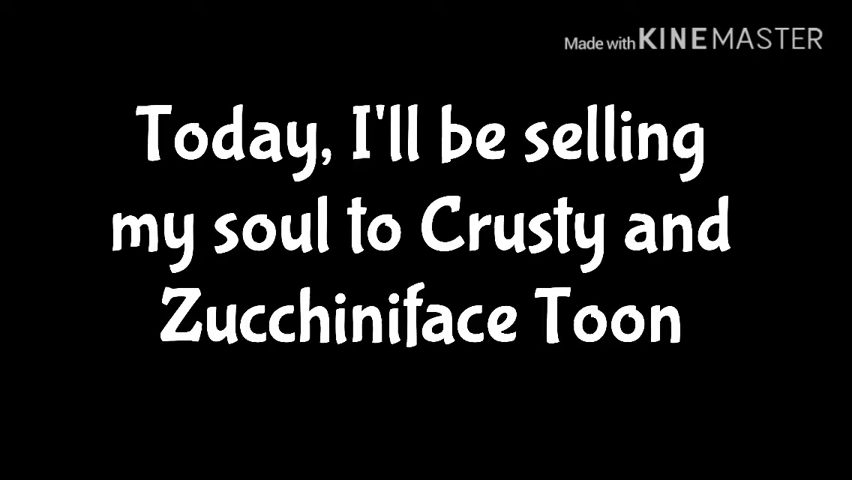 Made with KINEMASTER
Today, I'll be selling
my soul to Crusty and
Zucchiniface Toon